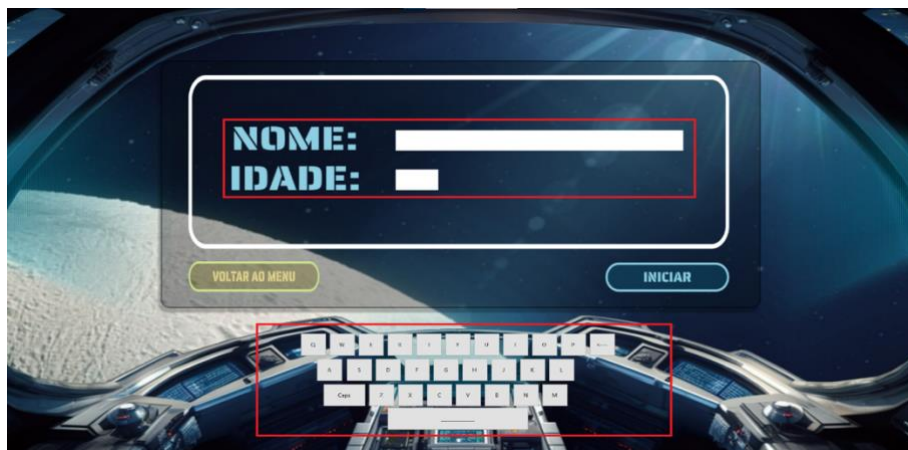 NOME:
IDADE:
VOLTAR AO MENU
INICIAR
Q W E R T Y U I O P
A S D F G H J K L
Caps Z X C V B N M